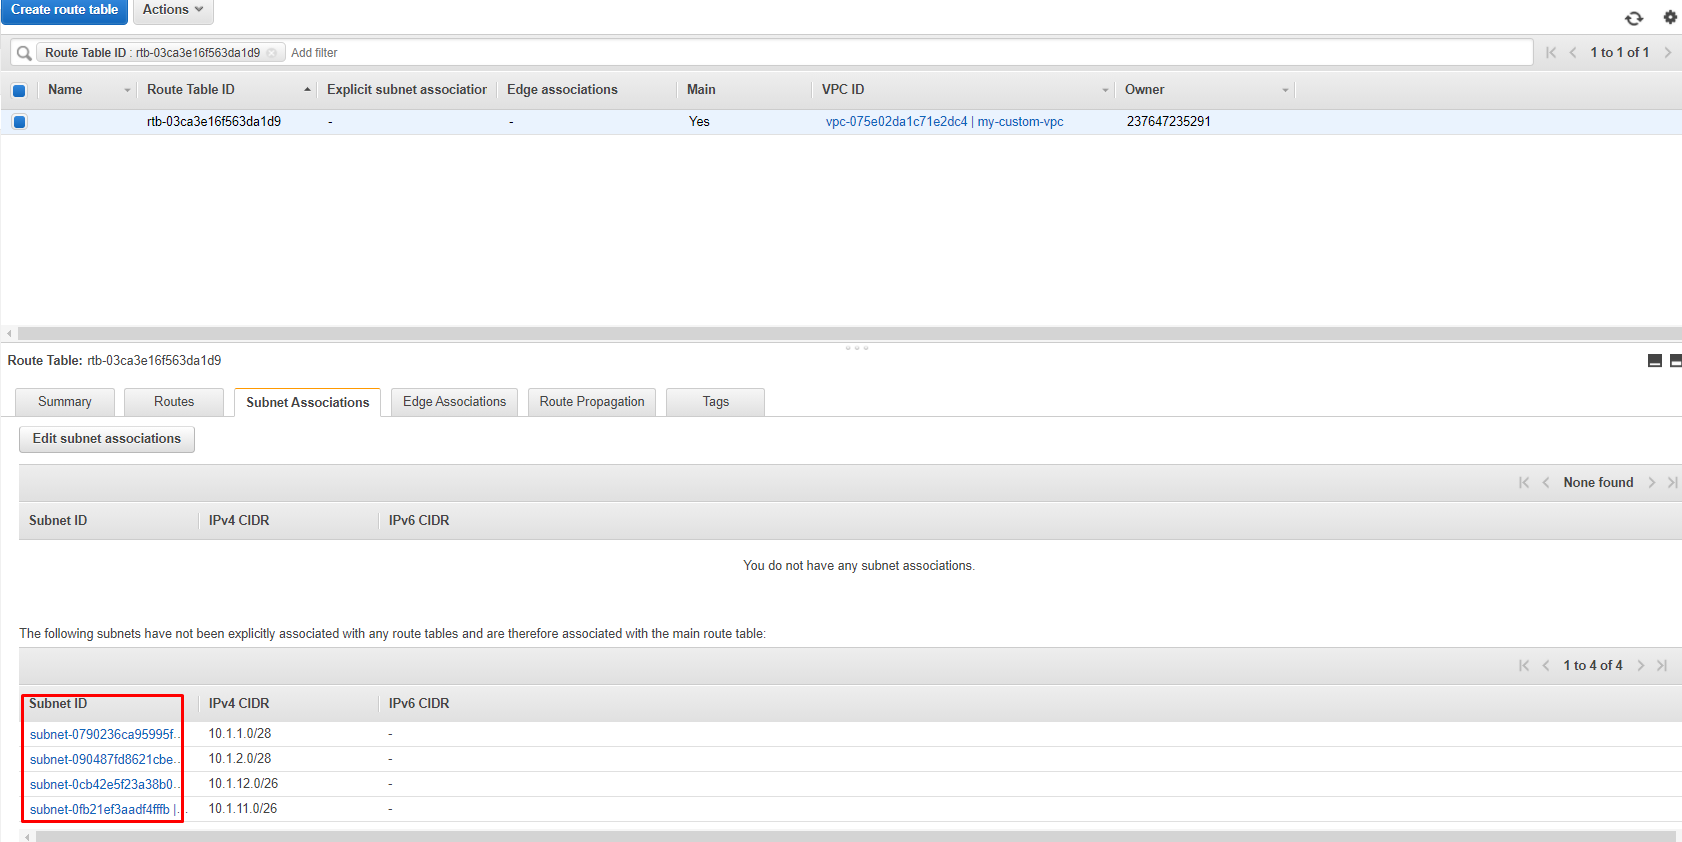 Create route table Actions
Route Table ID : rtb-03ca3e16f563da1d9 Add filter 1 to 1 of 1
Name Route Table ID Explicit subnet association Edge associations Main VPC ID Owner
rtb-03ca3e16f563da1d9 - - Yes vpc-075e02da1c71e2dc4 | my-custom-vpc 237647235291
Route Table: rtb-03ca3e16f563da1d9
Summary Routes Subnet Associations Edge Associations Route Propagation Tags
Edit subnet associations
None found
Subnet ID IPv4 CIDR IPv6 CIDR
You do not have any subnet associations.
The following subnets have not been explicitly associated with any route tables and are therefore associated with the main route table:
1 to 4 of 4
Subnet ID IPv4 CIDR IPv6 CIDR
subnet-0790236ca95995f... 10.1.1.0/28 -
subnet-090487fd8621cbe... 10.1.2.0/28 -
subnet-0cb42e5f23a38b0... 10.1.12.0/26 -
subnet-0fb21ef3aadf4fffb |... 10.1.11.0/26 -